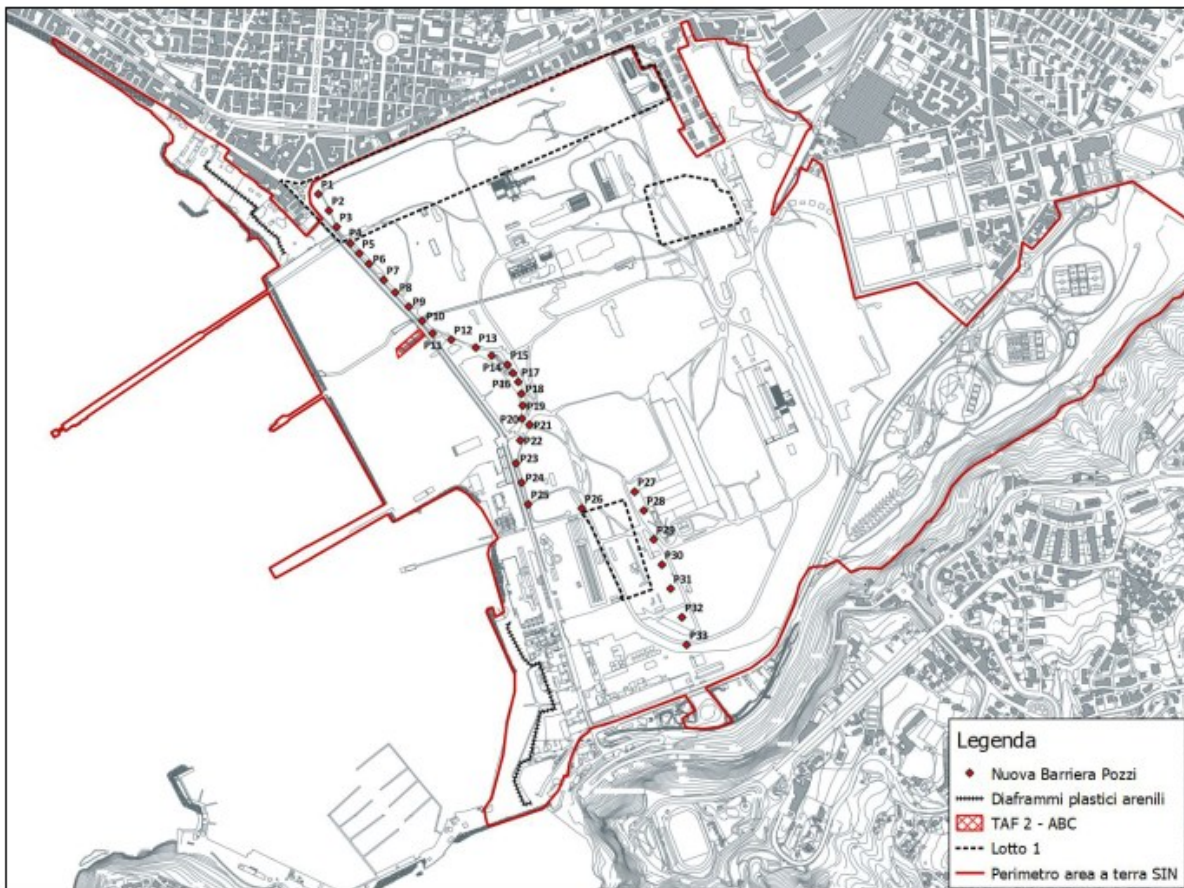 P1
P2
P3
P4
P5
P6
P7
P8
P9
P10
P11
P12
P13
P14
P15
P16
P17
P18
P19
P20
P21
P22
P23
P24
P25
P26
P27
P28
P29
P30
P31
P32
P33
Legenda
Nuova Barriera Pozzi
Diaframmi plastici arenili
TAF 2 - ABC
Lotto 1
Perimetro area a terra SIN